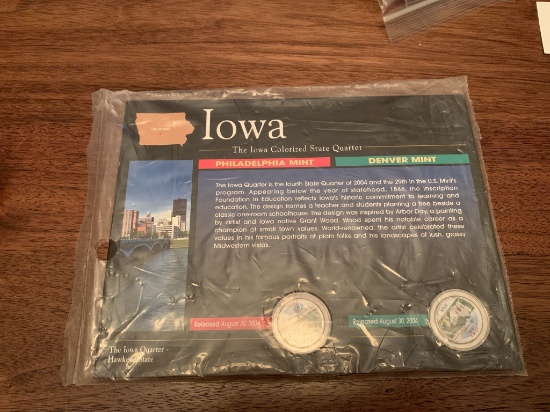 Iowa
The Iowa Colorized State Quarter
PHILADELPHIA MINT
DENVER MINT
The Iowa Quarter is the fourth State Quarter of 2004 and the 29th in the U.S. Mint's
program. Appearing below the year of statehood, 1846, the inscription
Foundation in Education reflects Iowa's historic commitment to learning and
education. The design frames a teacher and students planting a tree beside a
classic one-room schoolhouse. The design was inspired by Arbor Day, a painting
by artist and Iowa native Grant Wood. Wood spent his notable career as a
champion of small town values. World-renowned, the artist celebrated these
values in his famous portraits of plain folks and his landscapes of lush, grassy
Midwestern vistas.
Released August 30, 2004
Released August 30, 2004
The Iowa Quarter -
Hawkeye State